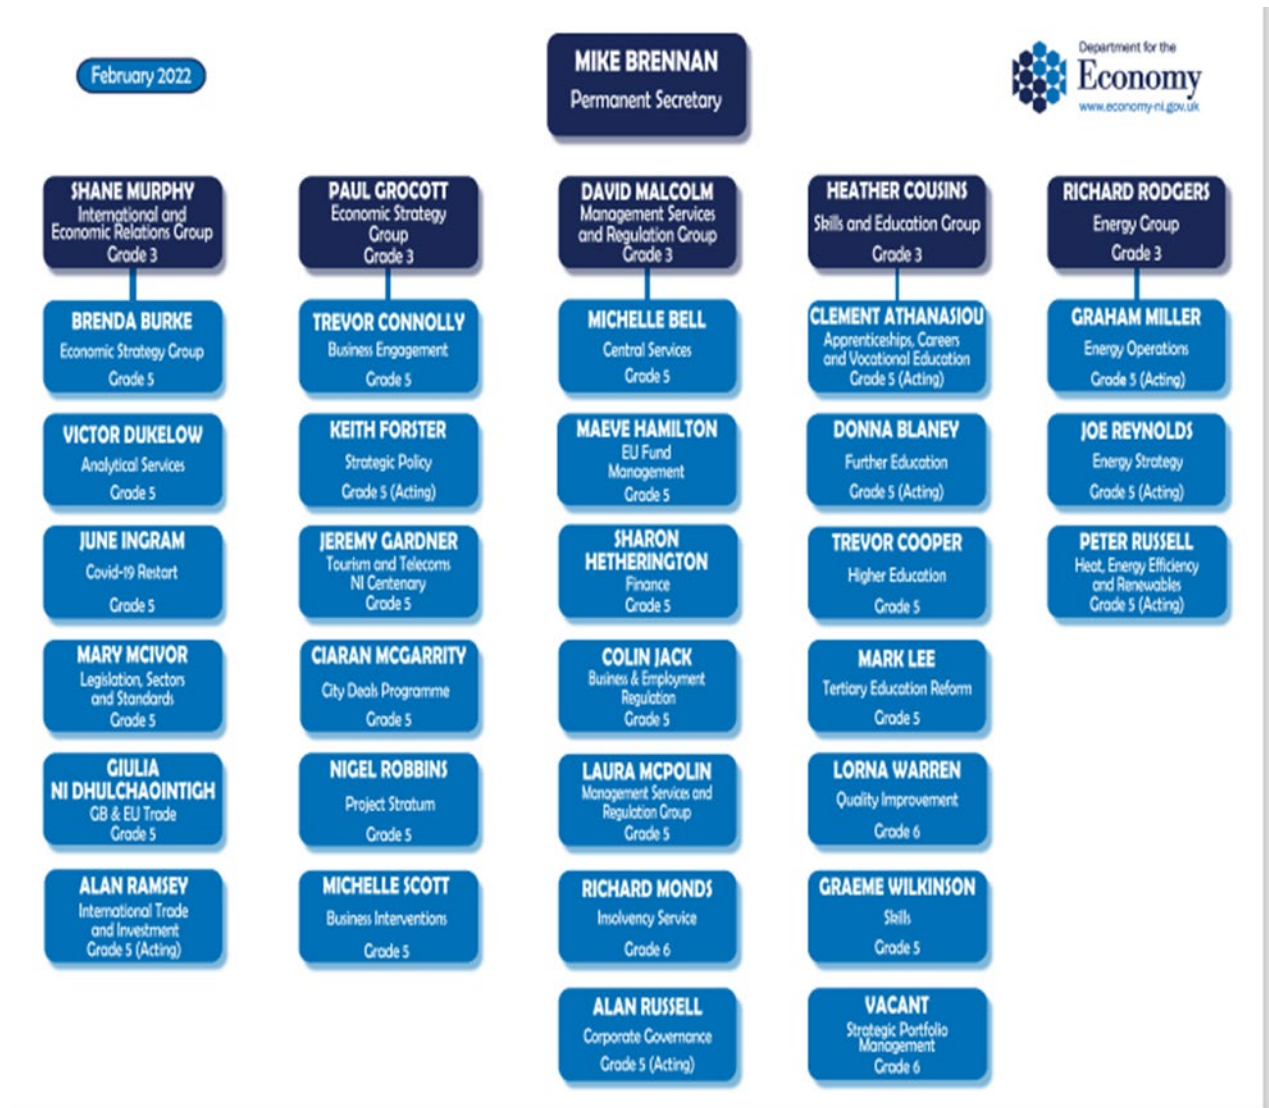 February 2022
MIKE BRENNAN
Permanent Secretary
Department for the
Economy
www.economy-ni.gov.uk
SHANE MURPHY
International and
Economic Relations Group
Grade 3
BRENDA BURKE
Economic Strategy Group
Grade 5
VICTOR DUKELOW
Analytical Services
Grade 5
JUNE INGRAM
Covid-19 Restart
Grade 5
MARY MCIVOR
Legislation, Sectors
and Standards
Grade 5
GIULIA
NI DHULCHAOINTIGH
GB & EU Trade
Grade 5
ALAN RAMSEY
International Trade
and Investment
Grade 5 (Acting)
PAUL GROCOTT
Economic Strategy
Group
Grade 3
TREVOR CONNOLLY
Business Engagement
Grade 5
KEITH FORSTER
Strategic Policy
Grade 5 (Acting)
JEREMY GARDNER
Tourism and Telecoms
NI Centenary
Grade 5
CIARAN MCGARRITY
City Deals Programme
Grade 5
NIGEL ROBBINS
Project Stratum
Grade 5
MICHELLE SCOTT
Business Interventions
Grade 5
DAVID MALCOLM
Management Services
and Regulation Group
Grade 3
MICHELLE BELL
Central Services
Grade 5
MAEVE HAMILTON
EU Fund
Management
Grade 5
SHARON
HETHERINGTON
Finance
Grade 5
COLIN JACK
Business & Employment
Regulation
Grade 5
LAURA MCPOLIN
Management Services and
Regulation Group
Grade 5
RICHARD MONDS
Insolvency Service
Grade 6
ALAN RUSSELL
Corporate Governance
Grade 5 (Acting)
HEATHER COUSINS
Skills and Education Group
Grade 3
CLEMENT ATHANASIOU
Apprenticeships, Careers
and Vocational Education
Grade 5 (Acting)
DONNA BLANEY
Further Education
Grade 5 (Acting)
TREVOR COOPER
Higher Education
Grade 5
MARK LEE
Tertiary Education Reform
Grade 5
LORNA WARREN
Quality Improvement
Grade 6
GRAEME WILKINSON
Skills
Grade 5
VACANT
Strategic Portfolio
Management
Grade 6
RICHARD RODGERS
Energy Group
Grade 3
GRAHAM MILLER
Energy Operations
Grade 5 (Acting)
JOE REYNOLDS
Energy Strategy
Grade 5 (Acting)
PETER RUSSELL
Heat, Energy Efficiency
and Renewables
Grade 5 (Acting)